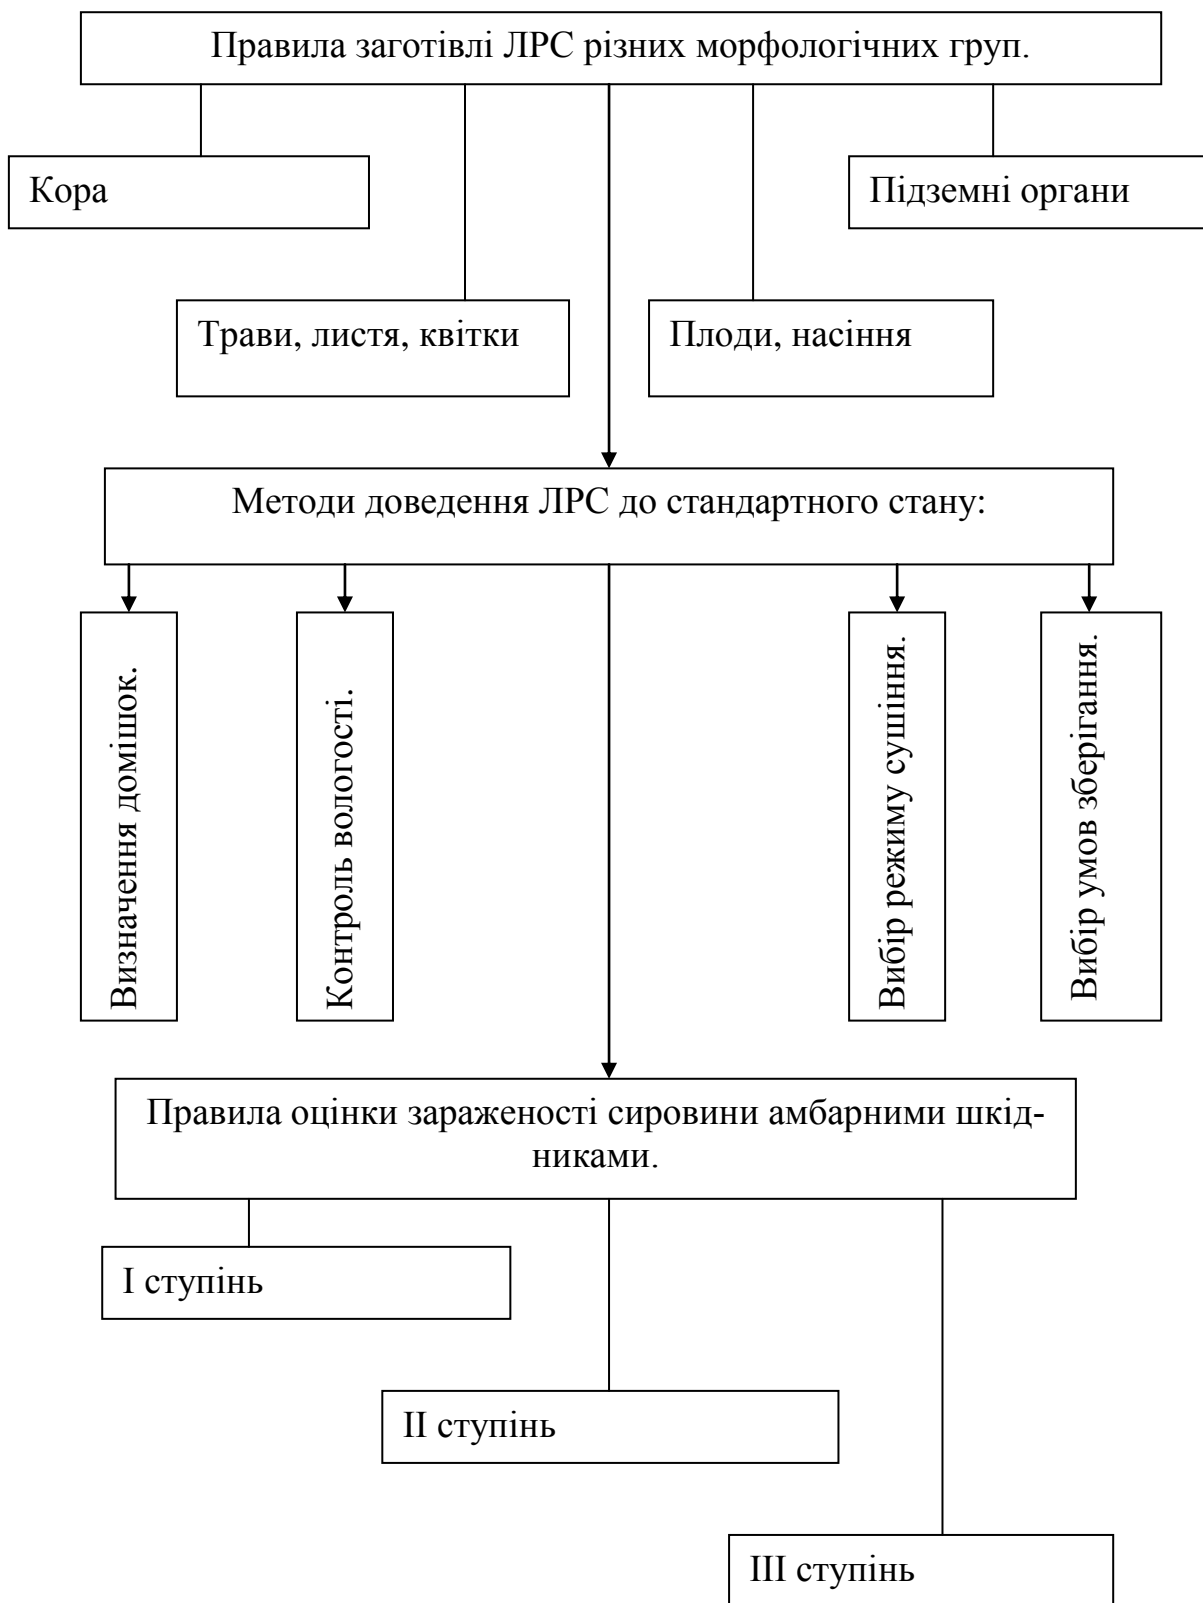 Правила заготівлі ЛРС різних морфологічних груп.
Кора
Підземні органи
Трави, листя, квітки
Плоди, насіння
Методи доведення ЛРС до стандартного стану:
Визначення домішок.
Контроль вологості.
Вибір режиму сушіння.
Вибір умов зберігання.
Правила оцінки зараженості сировини амбарними шкід-
никами.
I ступінь
II ступінь
III ступінь